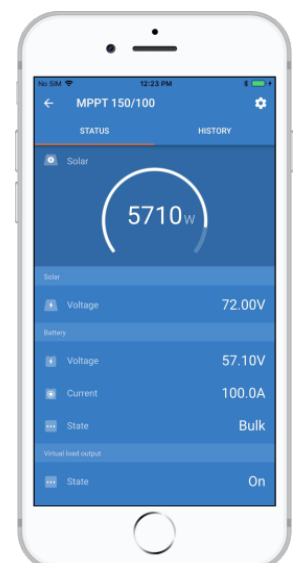 No SIM 12:23 PM
MPPT 150/100
STATUS HISTORY
Solar
5710W
Solar
Voltage 72.00V
Battery
Voltage 57.10V
Current 100.0A
State Bulk
Virtual load output
State On